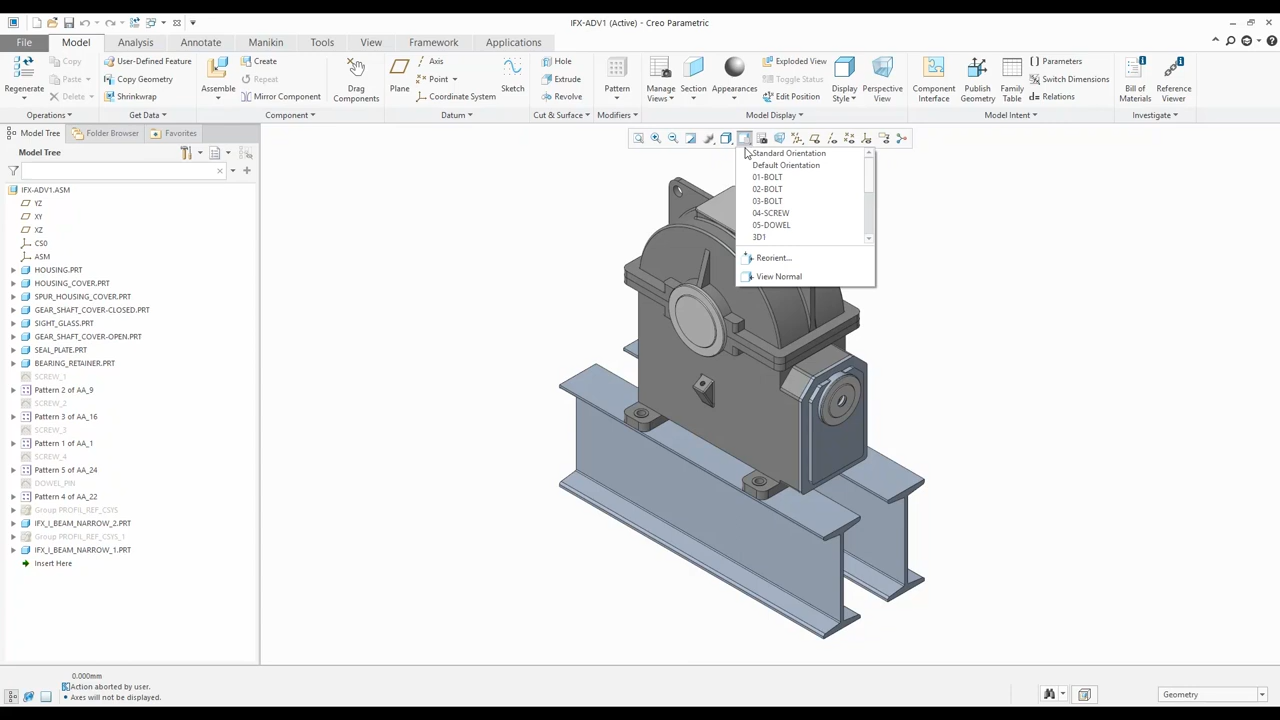 IFX-ADV1 (Active) - Creo Parametric
File Model Analysis Annotate Manikin Tools View Framework Applications
Regenerate
Copy
Paste
Delete
Operations
User-Defined Feature
Copy Geometry
Shrinkwrap
Get Data
Assemble
Create
Repeat
Mirror Component
Drag Components
Component
Plane
Axis
Point
Coordinate System
Sketch
Datum
Hole
Extrude
Revolve
Cut & Surface
Pattern
Modifiers
Manage Views
Section
Appearances
Exploded View
Toggle Status
Edit Position
Display Style
Perspective View
Model Display
Component Interface
Publish Geometry
Family Table
Parameters
Switch Dimensions
d= Relations
Model Intent
Bill of Materials
Reference Viewer
Investigate
Model Tree Folder Browser Favorites
Model Tree
IFX-ADV1.ASM
YZ
XY
XZ
CS0
ASM
HOUSING.PRT
HOUSING_COVER.PRT
SPUR_HOUSING_COVER.PRT
GEAR_SHAFT_COVER-CLOSED.PRT
SIGHT_GLASS.PRT
GEAR_SHAFT_COVER-OPEN.PRT
SEAL_PLATE.PRT
BEARING_RETAINER.PRT
SCREW_1
Pattern 2 of AA_9
SCREW_2
Pattern 3 of AA_16
SCREW_3
Pattern 1 of AA_1
SCREW_4
Pattern 5 of AA_24
DOWEL_PIN
Pattern 4 of AA_22
Group PROFIL_REF_CSYS
IFX_I_BEAM_NARROW_2.PRT
Group PROFIL_REF_CSYS_1
IFX_I_BEAM_NARROW_1.PRT
Insert Here
Standard Orientation
Default Orientation
01-BOLT
02-BOLT
03-BOLT
04-SCREW
05-DOWEL
3D1
Reorient...
View Normal
0.000mm
Action aborted by user.
• Axes will not be displayed.
Geometry